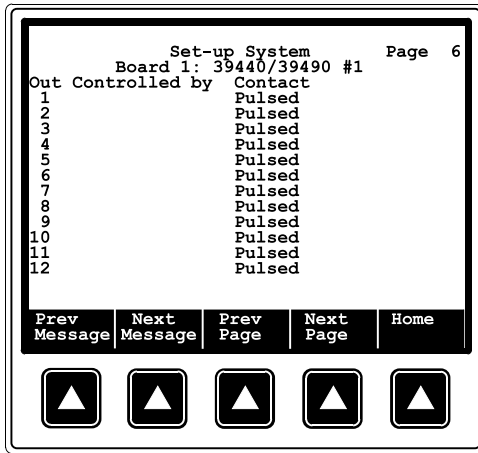 Set-up System Page 6
Board 1: 39440/39490 #1
Out Controlled by Contact
1 Pulsed
2 Pulsed
3 Pulsed
4 Pulsed
5 Pulsed
6 Pulsed
7 Pulsed
8 Pulsed
9 Pulsed
10 Pulsed
11 Pulsed
12 Pulsed
Prev Next Prev Next Home
Message Message Page Page